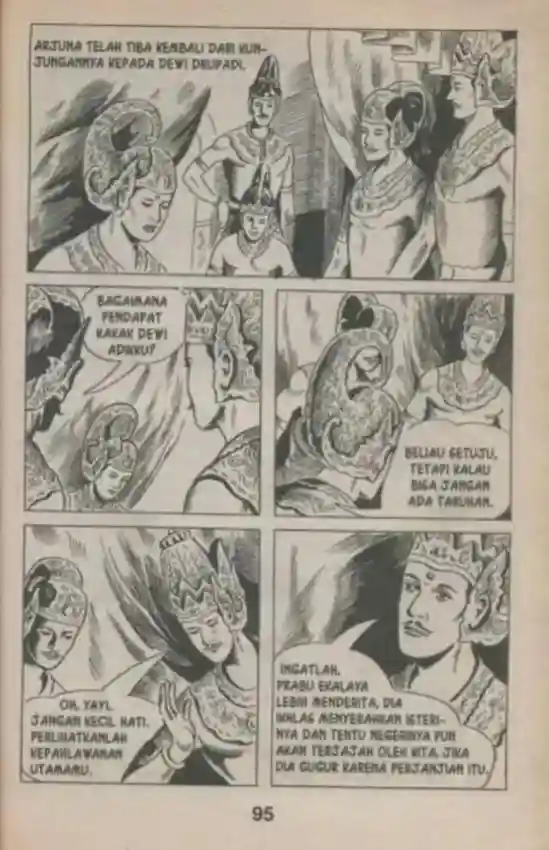 ARJUNA TELAH TIBA KEMBALI DARI KUN-
JUNGANNYA KEPADA DEWI DRUPADI.
BAGAIMANA
PENDAPAT
KAKAK DEWI
ADIKKU?
BELIAU SETUJU,
TETAPI KALAU
BISA JANGAN
ADA TARUHAN.
OH, YAYI,
JANGAN KECIL HATI.
PERLIHATKANLAH
KEPAHLAWANAN
UTAMAMU.
INGATLAH,
PRABU EKALAYA
LEBIH MENDERITA, DIA
IKHLAS MENYERAHKAN ISTERI-
NYA DAN TENTU NEGERINYA PUN
AKAN TERJAJAH OLEH KITA, JIKA
DIA GUGUR KARENA PERJANJIAN ITU.
95